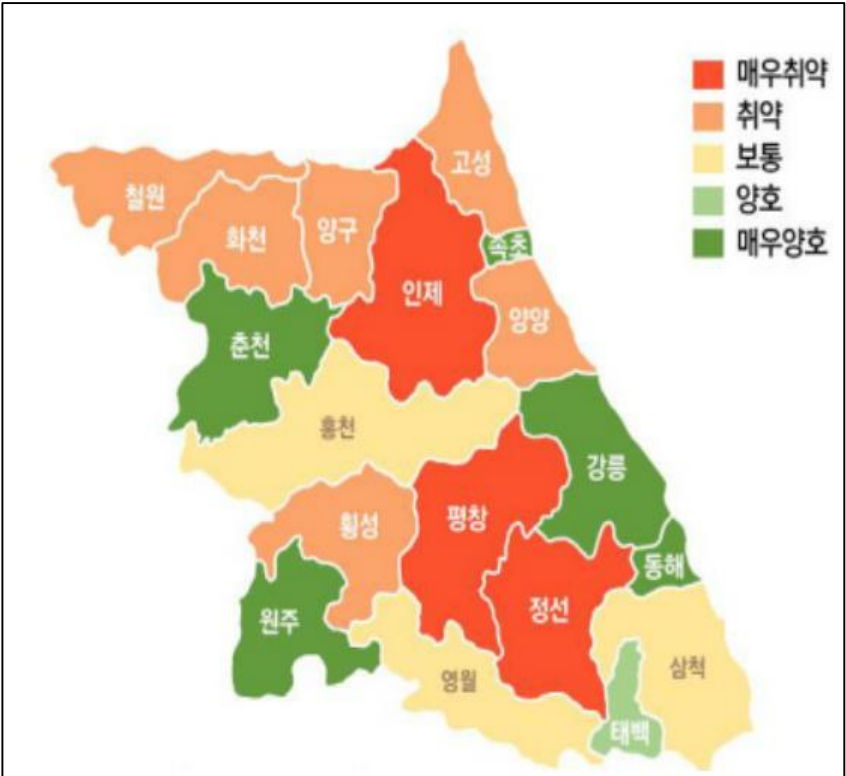 매우취약
취약
보통
양호
매우양호
고성
철원
화천
양구
속초
인제
양양
춘천
홍천
강릉
평창
횡성
동해
정선
원주
영월
삼척
태백